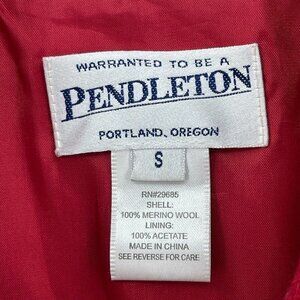 WARRANTED TO BE A
PENDLETON
PORTLAND, OREGON
S
RN#29685
SHELL:
100% MERINO WOOL
LINING:
100% ACETATE
MADE IN CHINA
SEE REVERSE FOR CARE